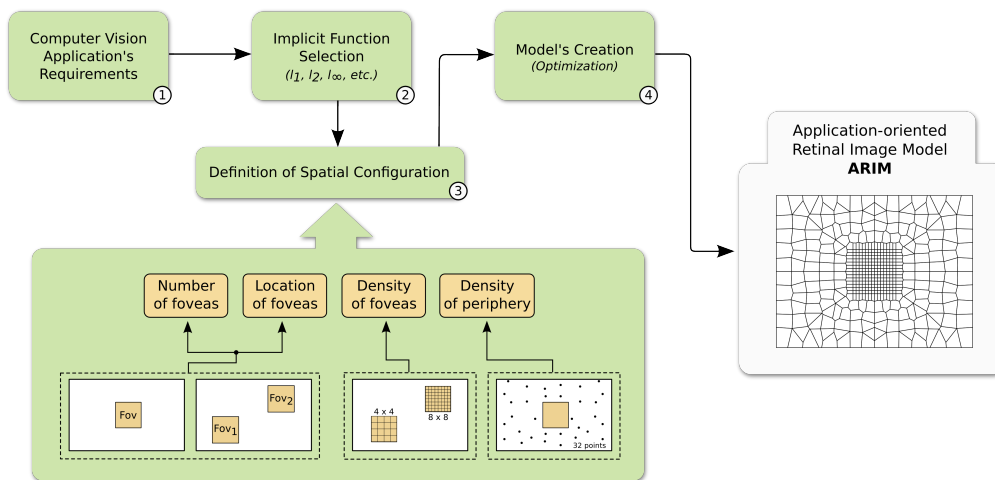 Computer Vision
Application's
Requirements
1
Implicit Function
Selection
(l1, l2, l∞, etc.)
2
Model's Creation
(Optimization)
4
Definition of Spatial Configuration
3
Application-oriented
Retinal Image Model
ARIM
Number
of foveas
Location
of foveas
Density
of foveas
Density
of periphery
Fov
Fov1
Fov2
4 x 4
8 x 8
32 points